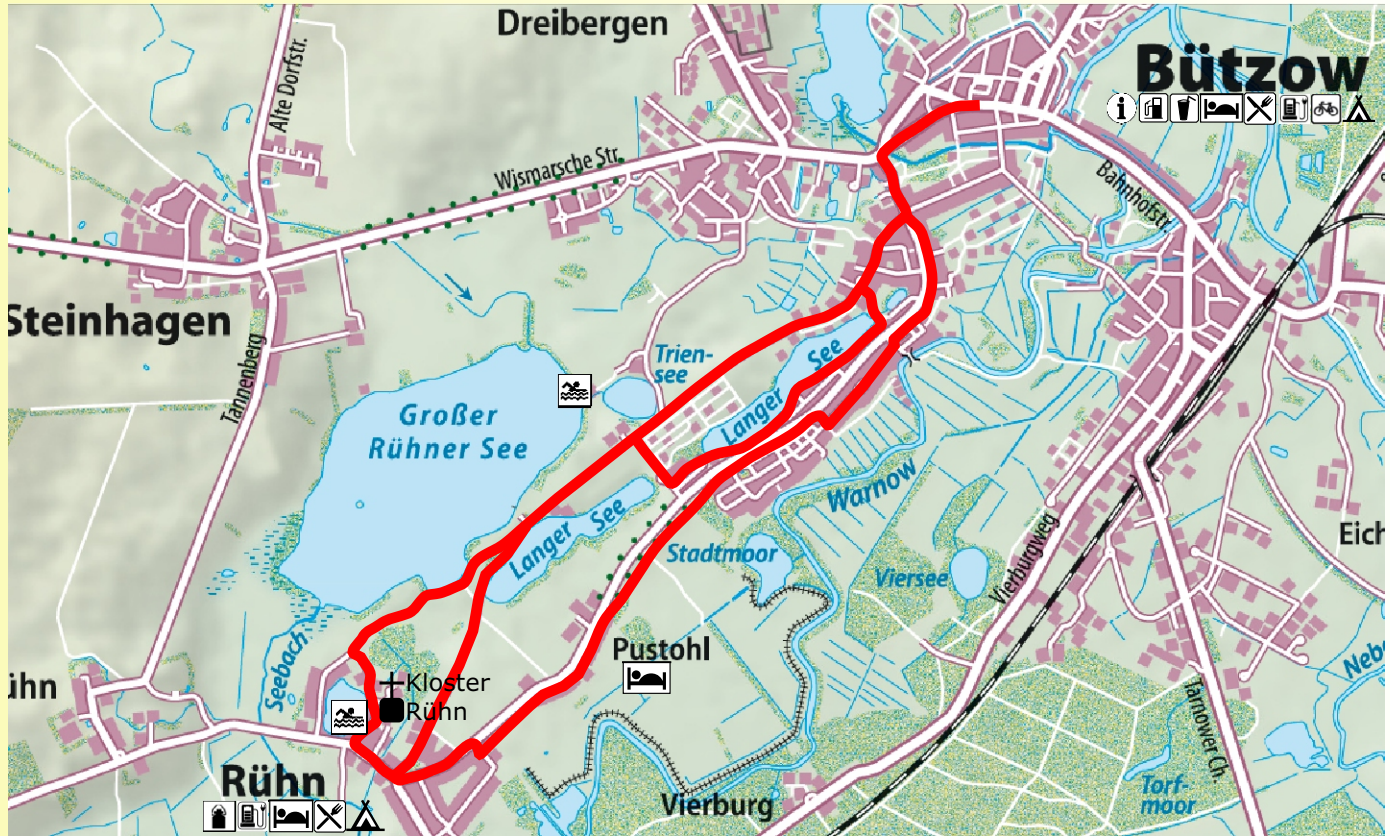 Dreibergen
Bützow
i
Alte Dorfstr.
Wismarsche Str.
Bahnhofstr.
Steinhagen
Tannenberg
Trien-
see
Langer
See
Großer
Rühner See
Langer
See
Warnow
Stadtmoor
Viersee
Vierburgweg
Eich
Pustohl
Seebach
Kloster
Rühn
ühn
Nebu
Tarnower Ch.
Rühn
Vierburg
Torf-
moor